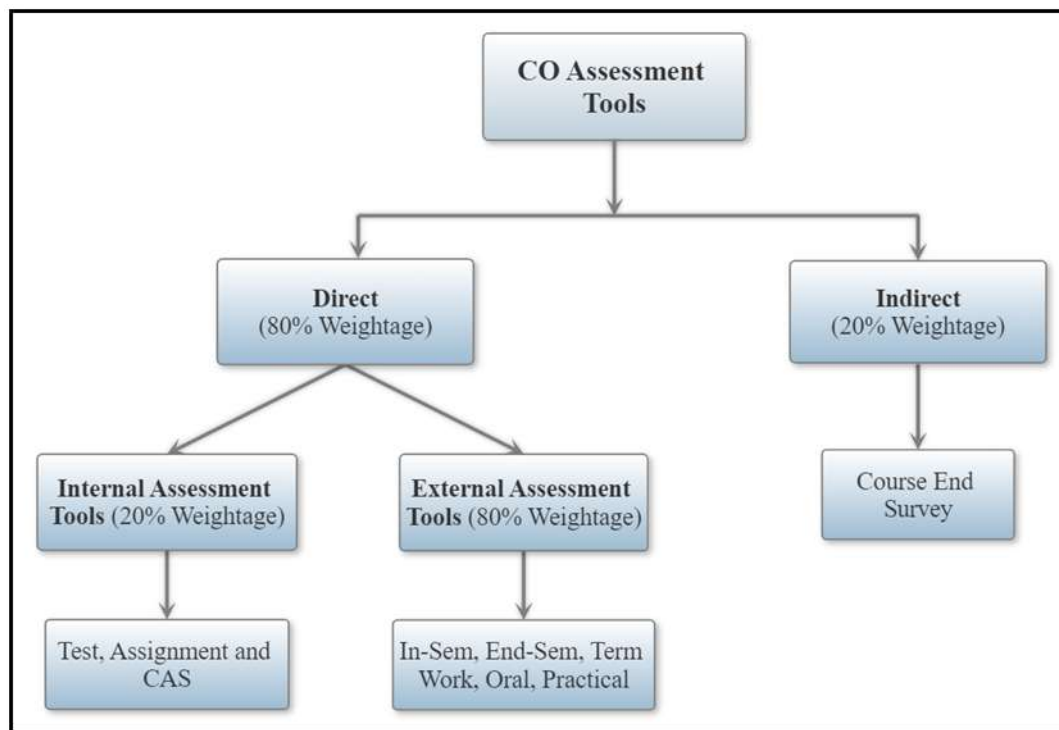 CO Assessment
Tools
Direct
(80% Weightage)
Indirect
(20% Weightage)
Internal Assessment
Tools (20% Weightage)
External Assessment
Tools (80% Weightage)
Course End
Survey
Test, Assignment and
CAS
In-Sem, End-Sem, Term
Work, Oral, Practical